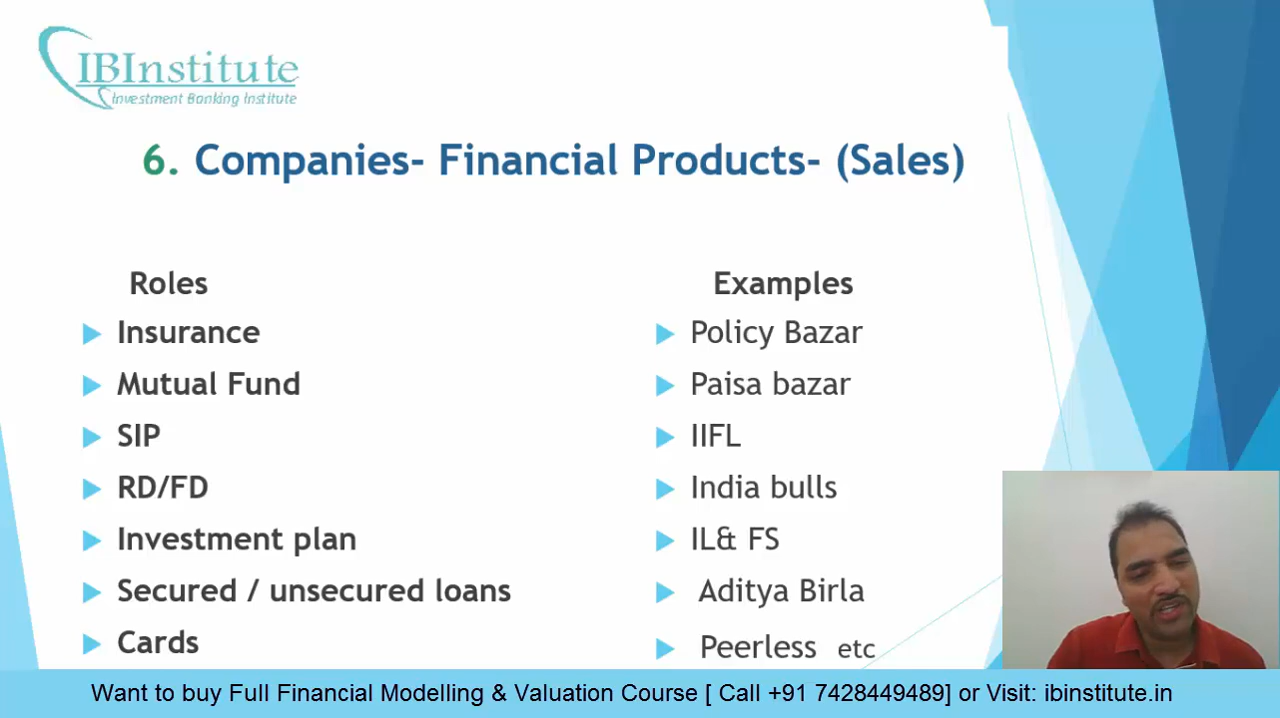 IBInstitute
Investment Banking Institute
6. Companies- Financial Products- (Sales)
Roles
Insurance
Mutual Fund
SIP
RD/FD
Investment plan
Secured / unsecured loans
Cards
Examples
Policy Bazar
Paisa bazar
IIFL
India bulls
IL& FS
Aditya Birla
Peerless etc
Want to buy Full Financial Modelling & Valuation Course [ Call +91 7428449489] or Visit: ibinstitute.in